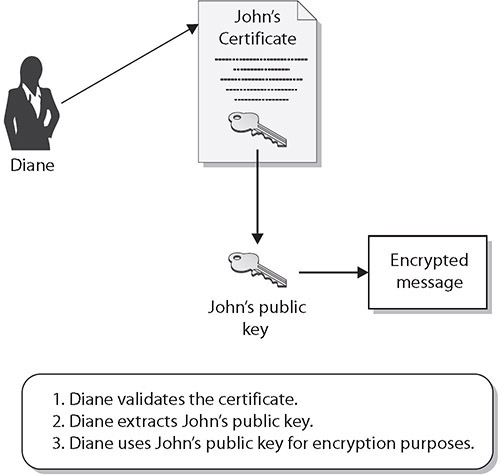 John’s
Certificate
Diane
John’s public
key
Encrypted
message
1. Diane validates the certificate.
2. Diane extracts John’s public key.
3. Diane uses John’s public key for encryption purposes.